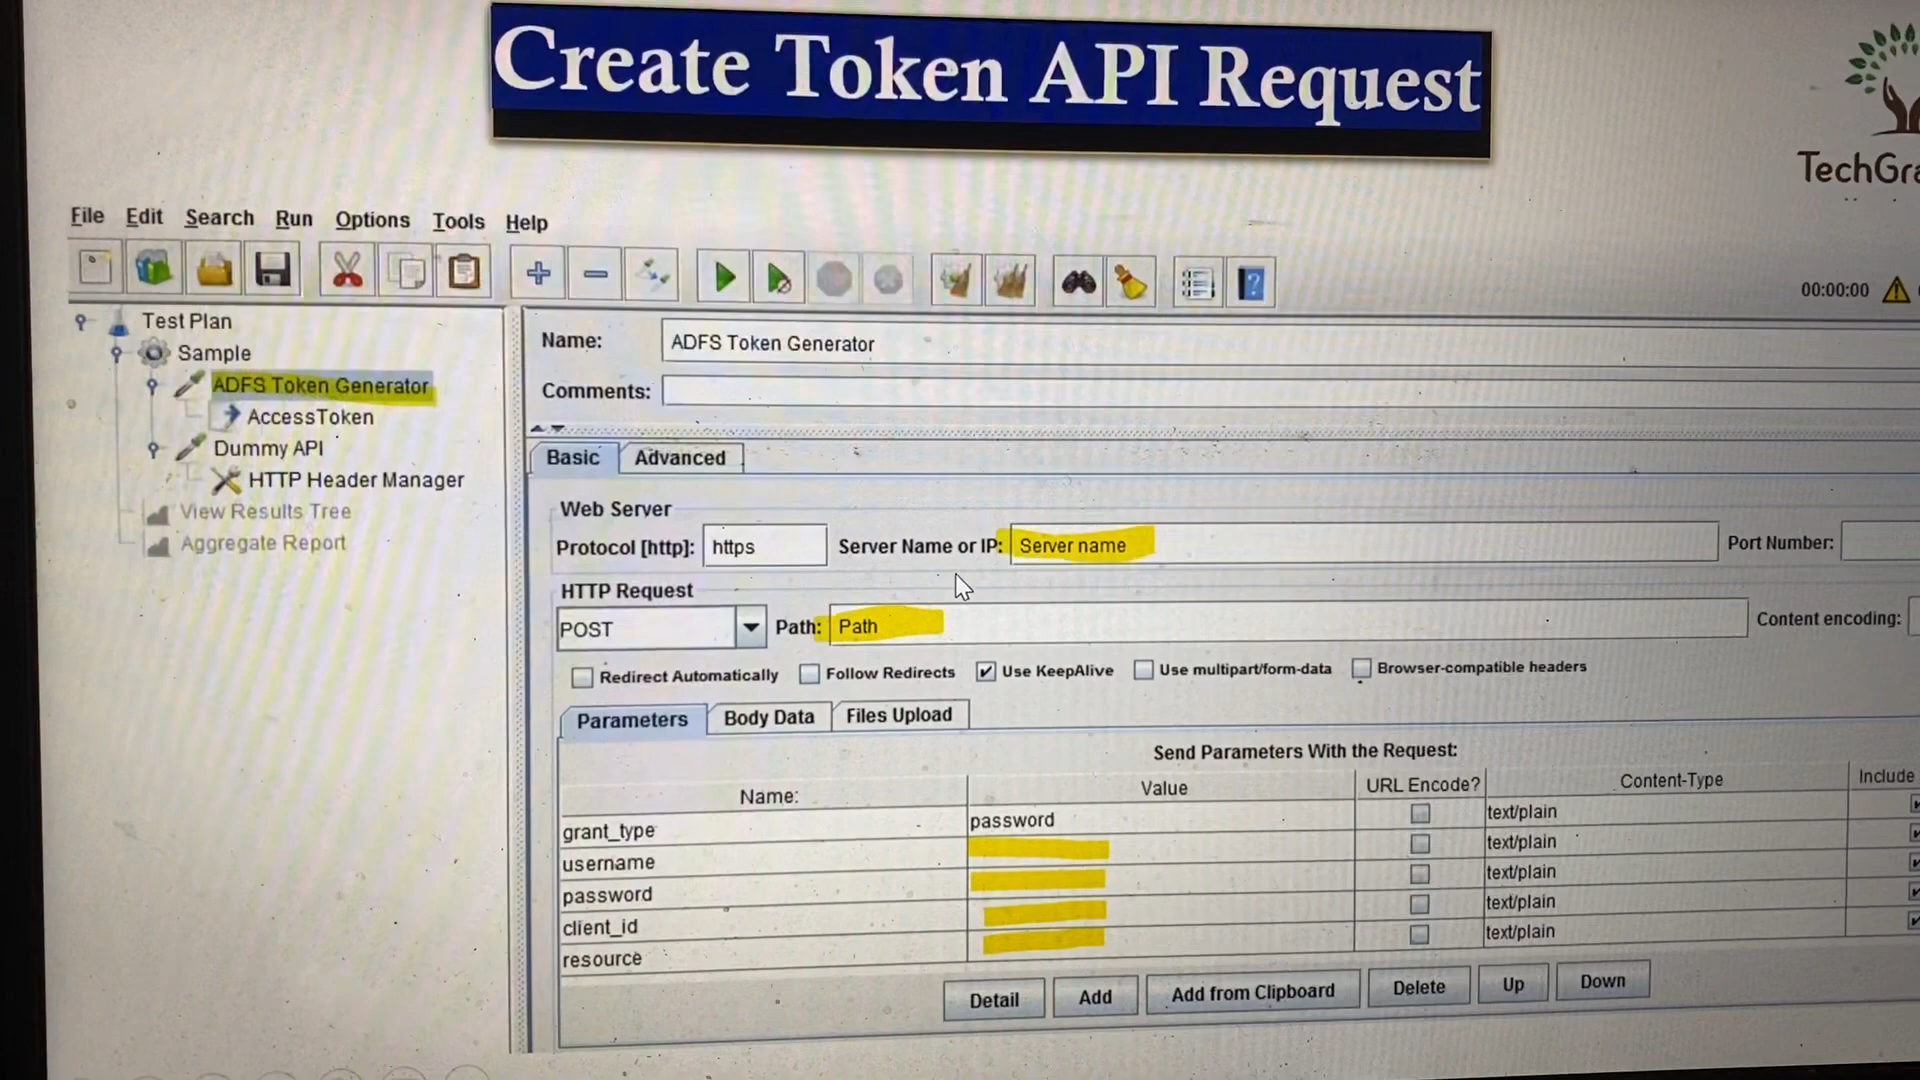 Create Token API Request
File Edit Search Run Options Tools Help
00:00:00
Test Plan
Sample
ADFS Token Generator
AccessToken
Dummy API
HTTP Header Manager
View Results Tree
Aggregate Report
Name: ADFS Token Generator
Comments:
Basic Advanced
Web Server
Protocol [http]: https Server Name or IP: Server name Port Number:
HTTP Request
POST Path: Path Content encoding:
Redirect Automatically Follow Redirects Use KeepAlive Use multipart/form-data Browser-compatible headers
Parameters Body Data Files Upload
Send Parameters With the Request:
Name: Value URL Encode? Content-Type Include
grant_type password text/plain
username text/plain
password text/plain
client_id text/plain
resource text/plain
Detail Add Add from Clipboard Delete Up Down